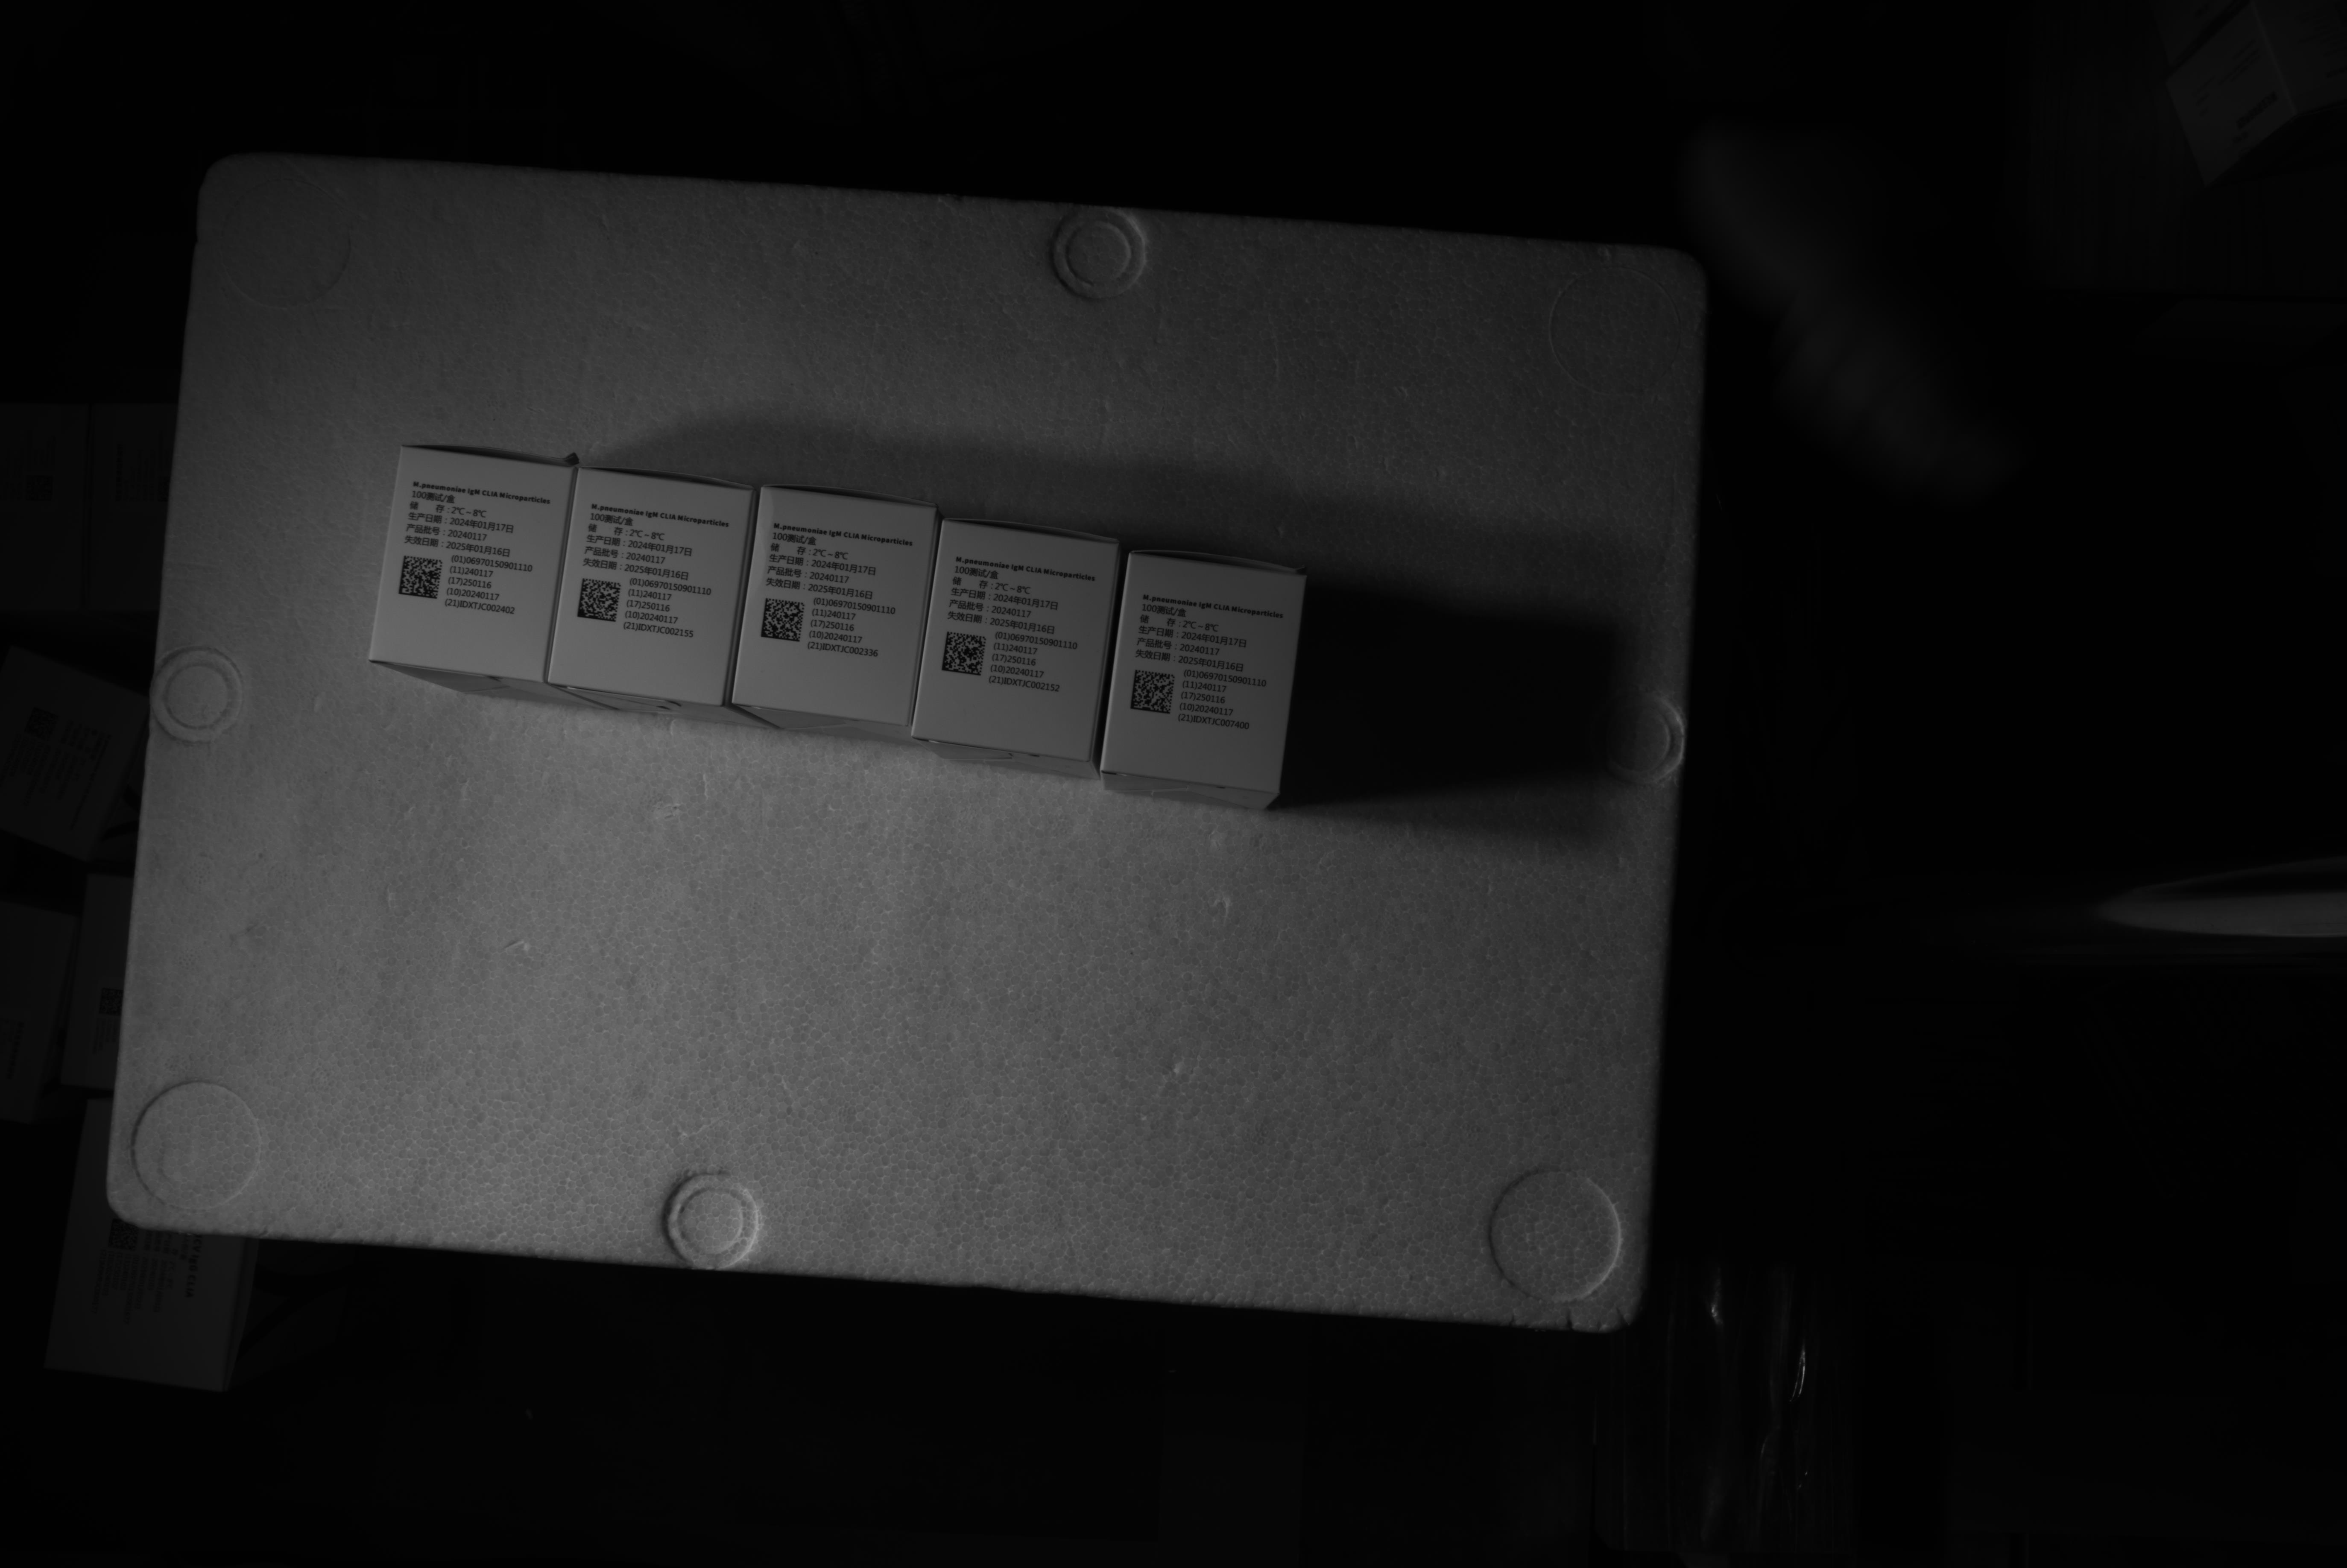 M.pneumoniae IgM CLIA Microparticles
100测试/盒
储 存：2℃～8℃
生产日期：2024年01月17日
产品批号：20240117
失效日期：2025年01月16日
(01)06970150901110
(11)240117
(17)250116
(10)20240117
(21)IDXTJC002402
M.pneumoniae IgM CLIA Microparticles
100测试/盒
储 存：2℃～8℃
生产日期：2024年01月17日
产品批号：20240117
失效日期：2025年01月16日
(01)06970150901110
(11)240117
(17)250116
(10)20240117
(21)IDXTJC002155
M.pneumoniae IgM CLIA Microparticles
100测试/盒
储 存：2℃～8℃
生产日期：2024年01月17日
产品批号：20240117
失效日期：2025年01月16日
(01)06970150901110
(11)240117
(17)250116
(10)20240117
(21)IDXTJC002336
M.pneumoniae IgM CLIA Microparticles
100测试/盒
储 存：2℃～8℃
生产日期：2024年01月17日
产品批号：20240117
失效日期：2025年01月16日
(01)06970150901110
(11)240117
(17)250116
(10)20240117
(21)IDXTJC002152
M.pneumoniae IgM CLIA Microparticles
100测试/盒
储 存：2℃～8℃
生产日期：2024年01月17日
产品批号：20240117
失效日期：2025年01月16日
(01)06970150901110
(11)240117
(17)250116
(10)20240117
(21)IDXTJC007400